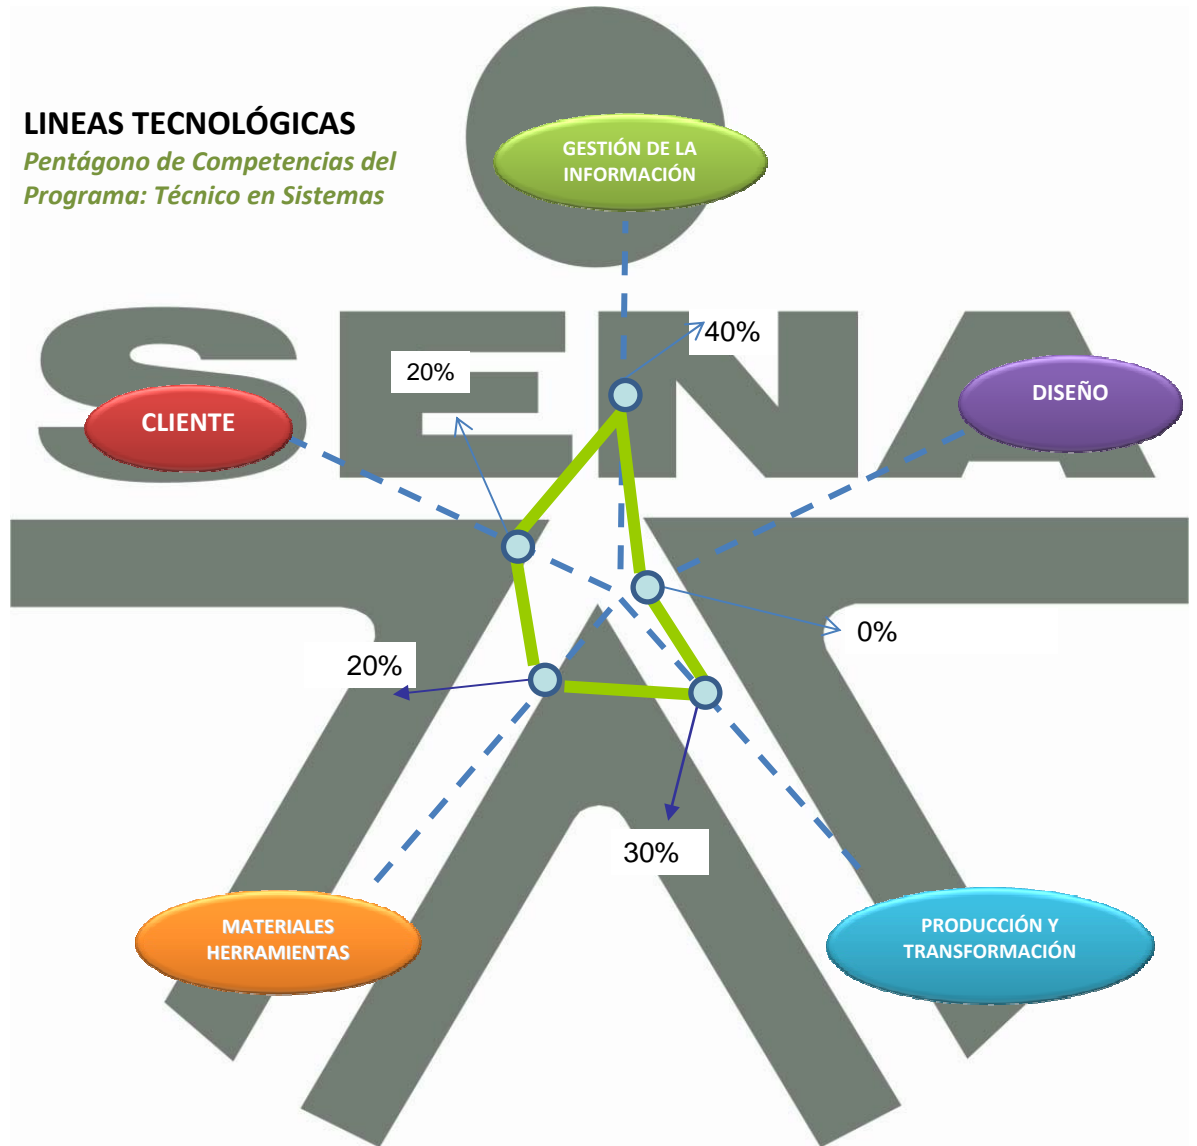 LINEAS TECNOLÓGICAS
Pentágono de Competencias del
Programa: Técnico en Sistemas
GESTIÓN DE LA
INFORMACIÓN
SENA
40%
20%
CLIENTE
DISEÑO
0%
20%
30%
MATERIALES
HERRAMIENTAS
PRODUCCIÓN Y
TRANSFORMACIÓN